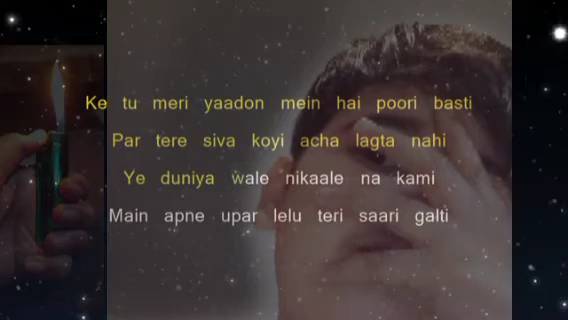 Ke tu meri yaadon mein hai poori basti
Par tere siva koyi acha lagta nahi
Ye duniya wale nikaale na kami
Main apne upar lelu teri saari galti